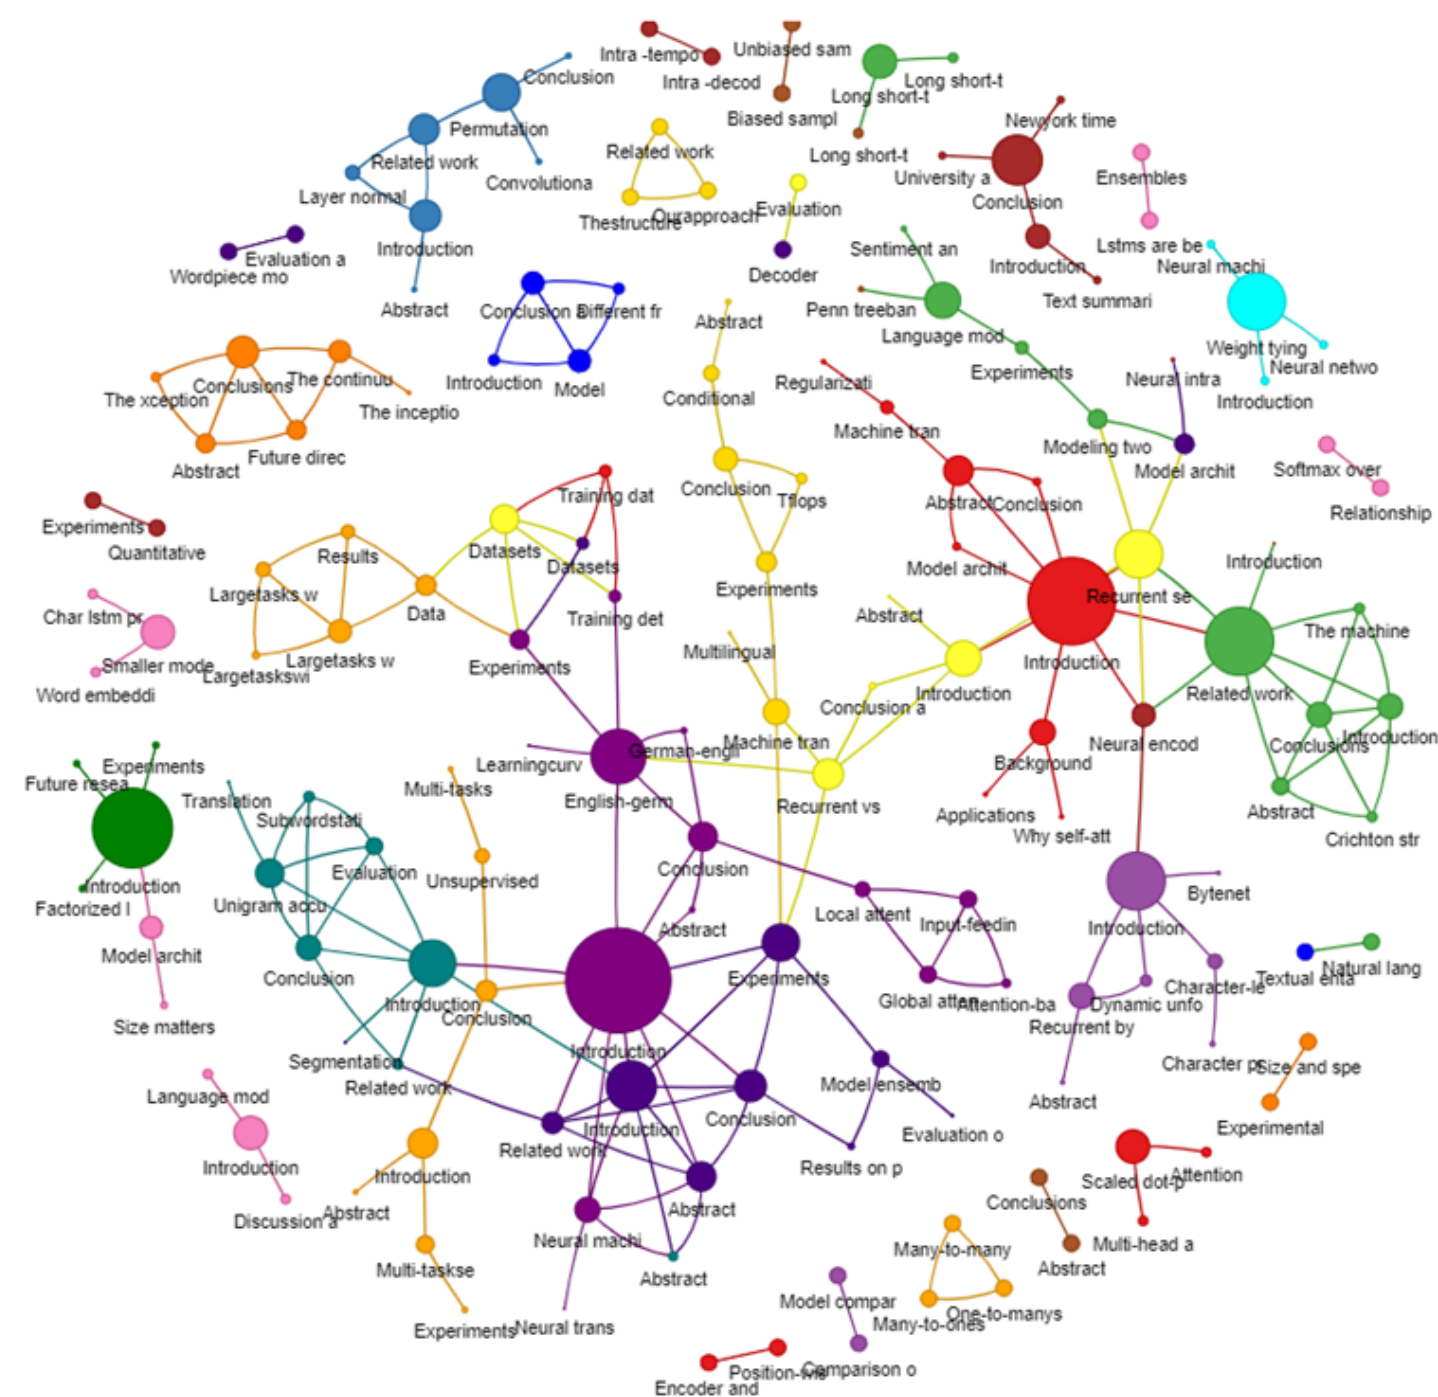 Intra -tempo
Unbiased sam
Conclusion
Intra -decod
Long short-t
Long short-t
Biased sampl
Permutation
Newyork time
Related work
Related work
Long short-t
Convolutiona
University a
Ensembles
Layer normal
Conclusion
Thestructure
Ourapproach
Evaluation
Introduction
Sentiment an
Lstms are be
Evaluation a
Wordpiece mo
Decoder
Introduction
Neural machi
Abstract
Conclusion a
Different fr
Abstract
Penn treeban
Text summari
Language mod
Weight tying
Neural netwo
Conclusions
The continuu
Introduction
Model
Experiments
Neural intra
The xception
The inceptio
Conditional
Regularizati
Introduction
Machine tran
Modeling two
Abstract
Future direc
Model archit
Softmax over
Training dat
Conclusion
Tflops
Abstract
Conclusion
Relationship
Experiments
Quantitative
Results
Datasets
Datasets
Introduction
Largetasks w
Data
Training det
Experiments
Model archit
Recurrent se
Char lstm pr
Abstract
The machine
Smaller mode
Largetasks w
Largetaskswi
Experiments
Multilingual
Introduction
Introduction
Related work
Word embeddi
Conclusion a
Machine tran
Neural encod
Conclusions
Introduction
German-engli
Experiments
Learningcurv
Background
Future resea
Translation
Multi-tasks
English-germ
Recurrent vs
Applications
Abstract
Subwordstati
Why self-att
Crichton str
Evaluation
Unsupervised
Conclusion
Introduction
Bytenet
Factorized l
Unigram accu
Local attent
Input-feedin
Abstract
Introduction
Model archit
Conclusion
Experiments
Natural lang
Textual enta
Introduction
Conclusion
Global atten
Attention-ba
Dynamic unfo
Character-le
Size matters
Recurrent by
Segmentation
Introduction
Character pr
Size and spe
Related work
Model ensemb
Language mod
Abstract
Introduction
Conclusion
Evaluation o
Experimental
Related work
Introduction
Introduction
Results on p
Scaled dot-p
Attention
Discussion a
Abstract
Abstract
Conclusions
Neural machi
Many-to-many
Multi-head a
Multi-taskse
Abstract
Abstract
Model compar
Experiments
Neural trans
Many-to-ones
One-to-manys
Position-wis
Comparison o
Encoder and